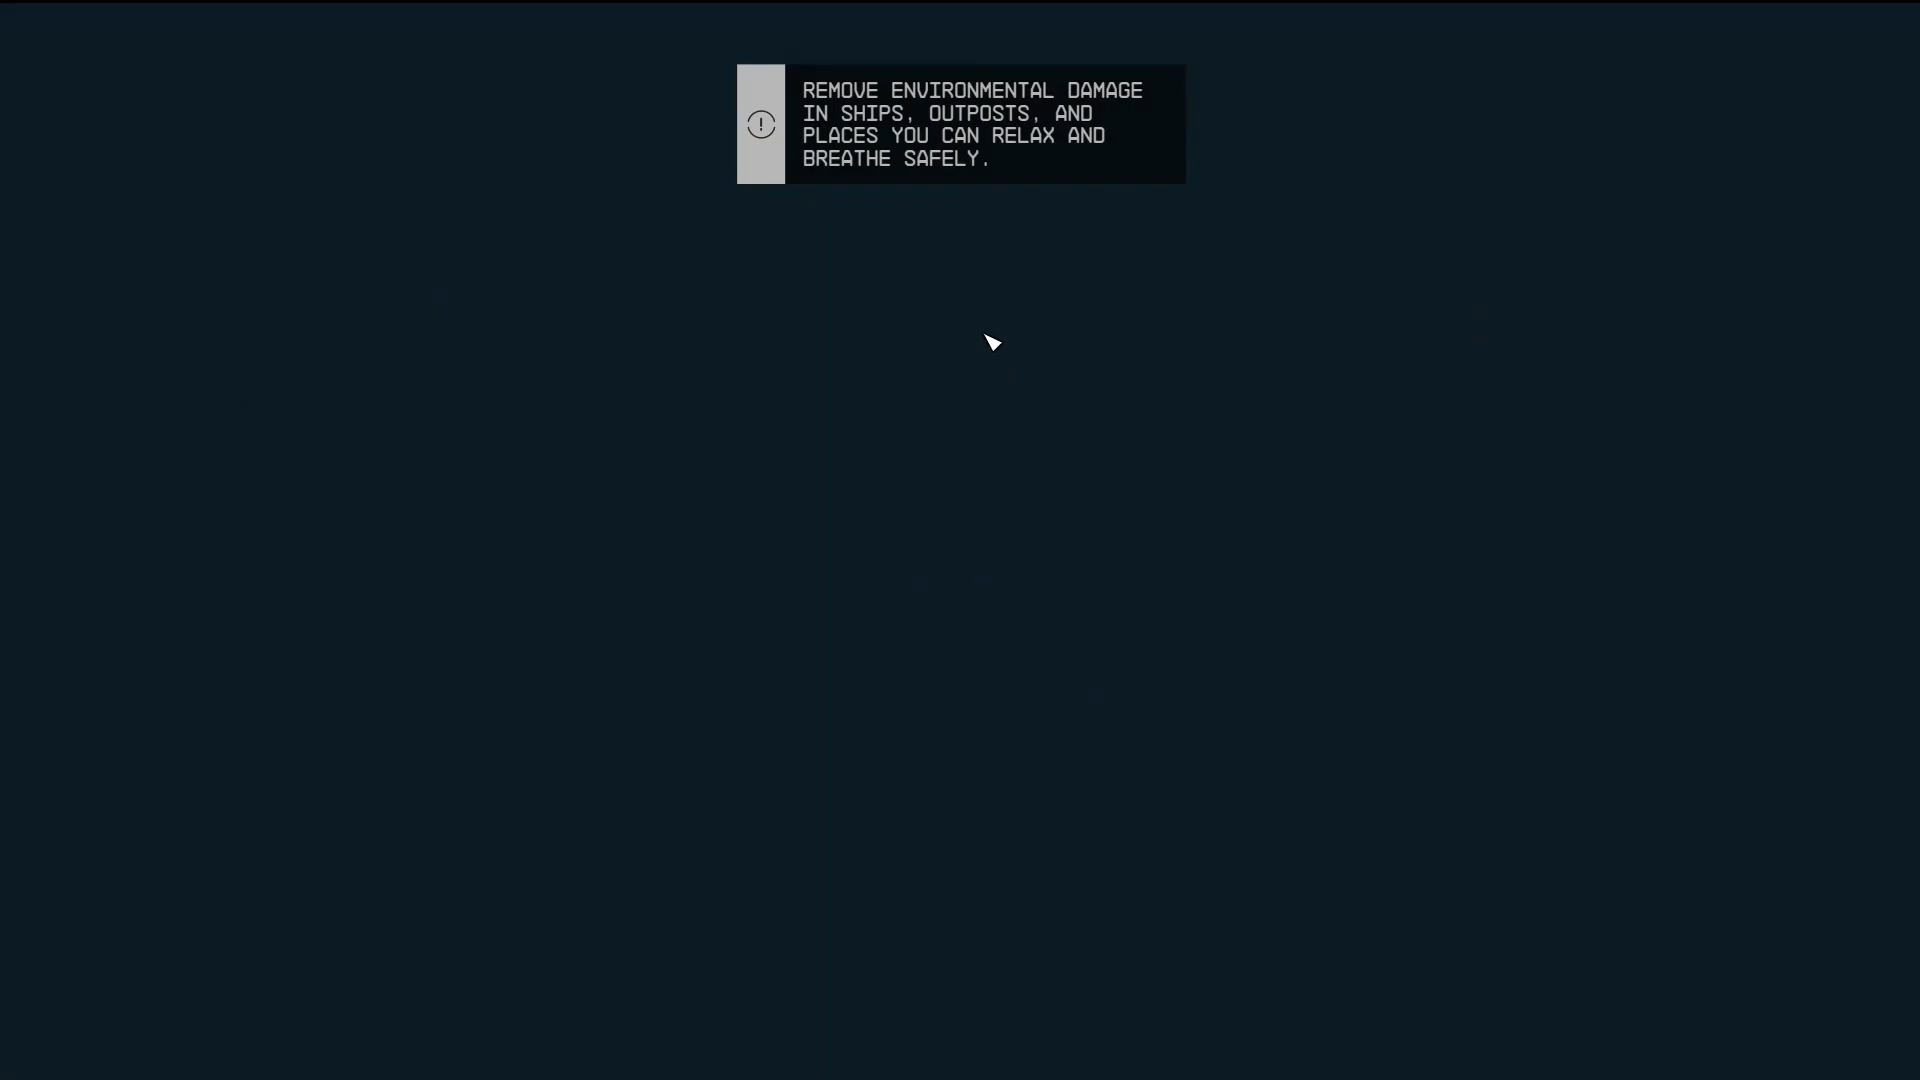 REMOVE ENVIRONMENTAL DAMAGE
IN SHIPS, OUTPOSTS, AND
PLACES YOU CAN RELAX AND
BREATHE SAFELY.